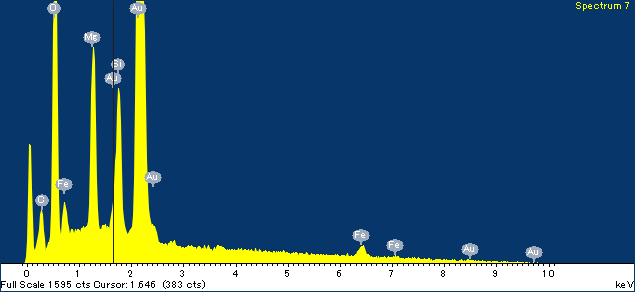 Spectrum 7
O Au
Mg
Si
Au
Au
Fe
C
Fe Fe Au Au
0 1 2 3 4 5 6 7 8 9 10
Full Scale 1595 cts Cursor: 1.646 (383 cts) keV